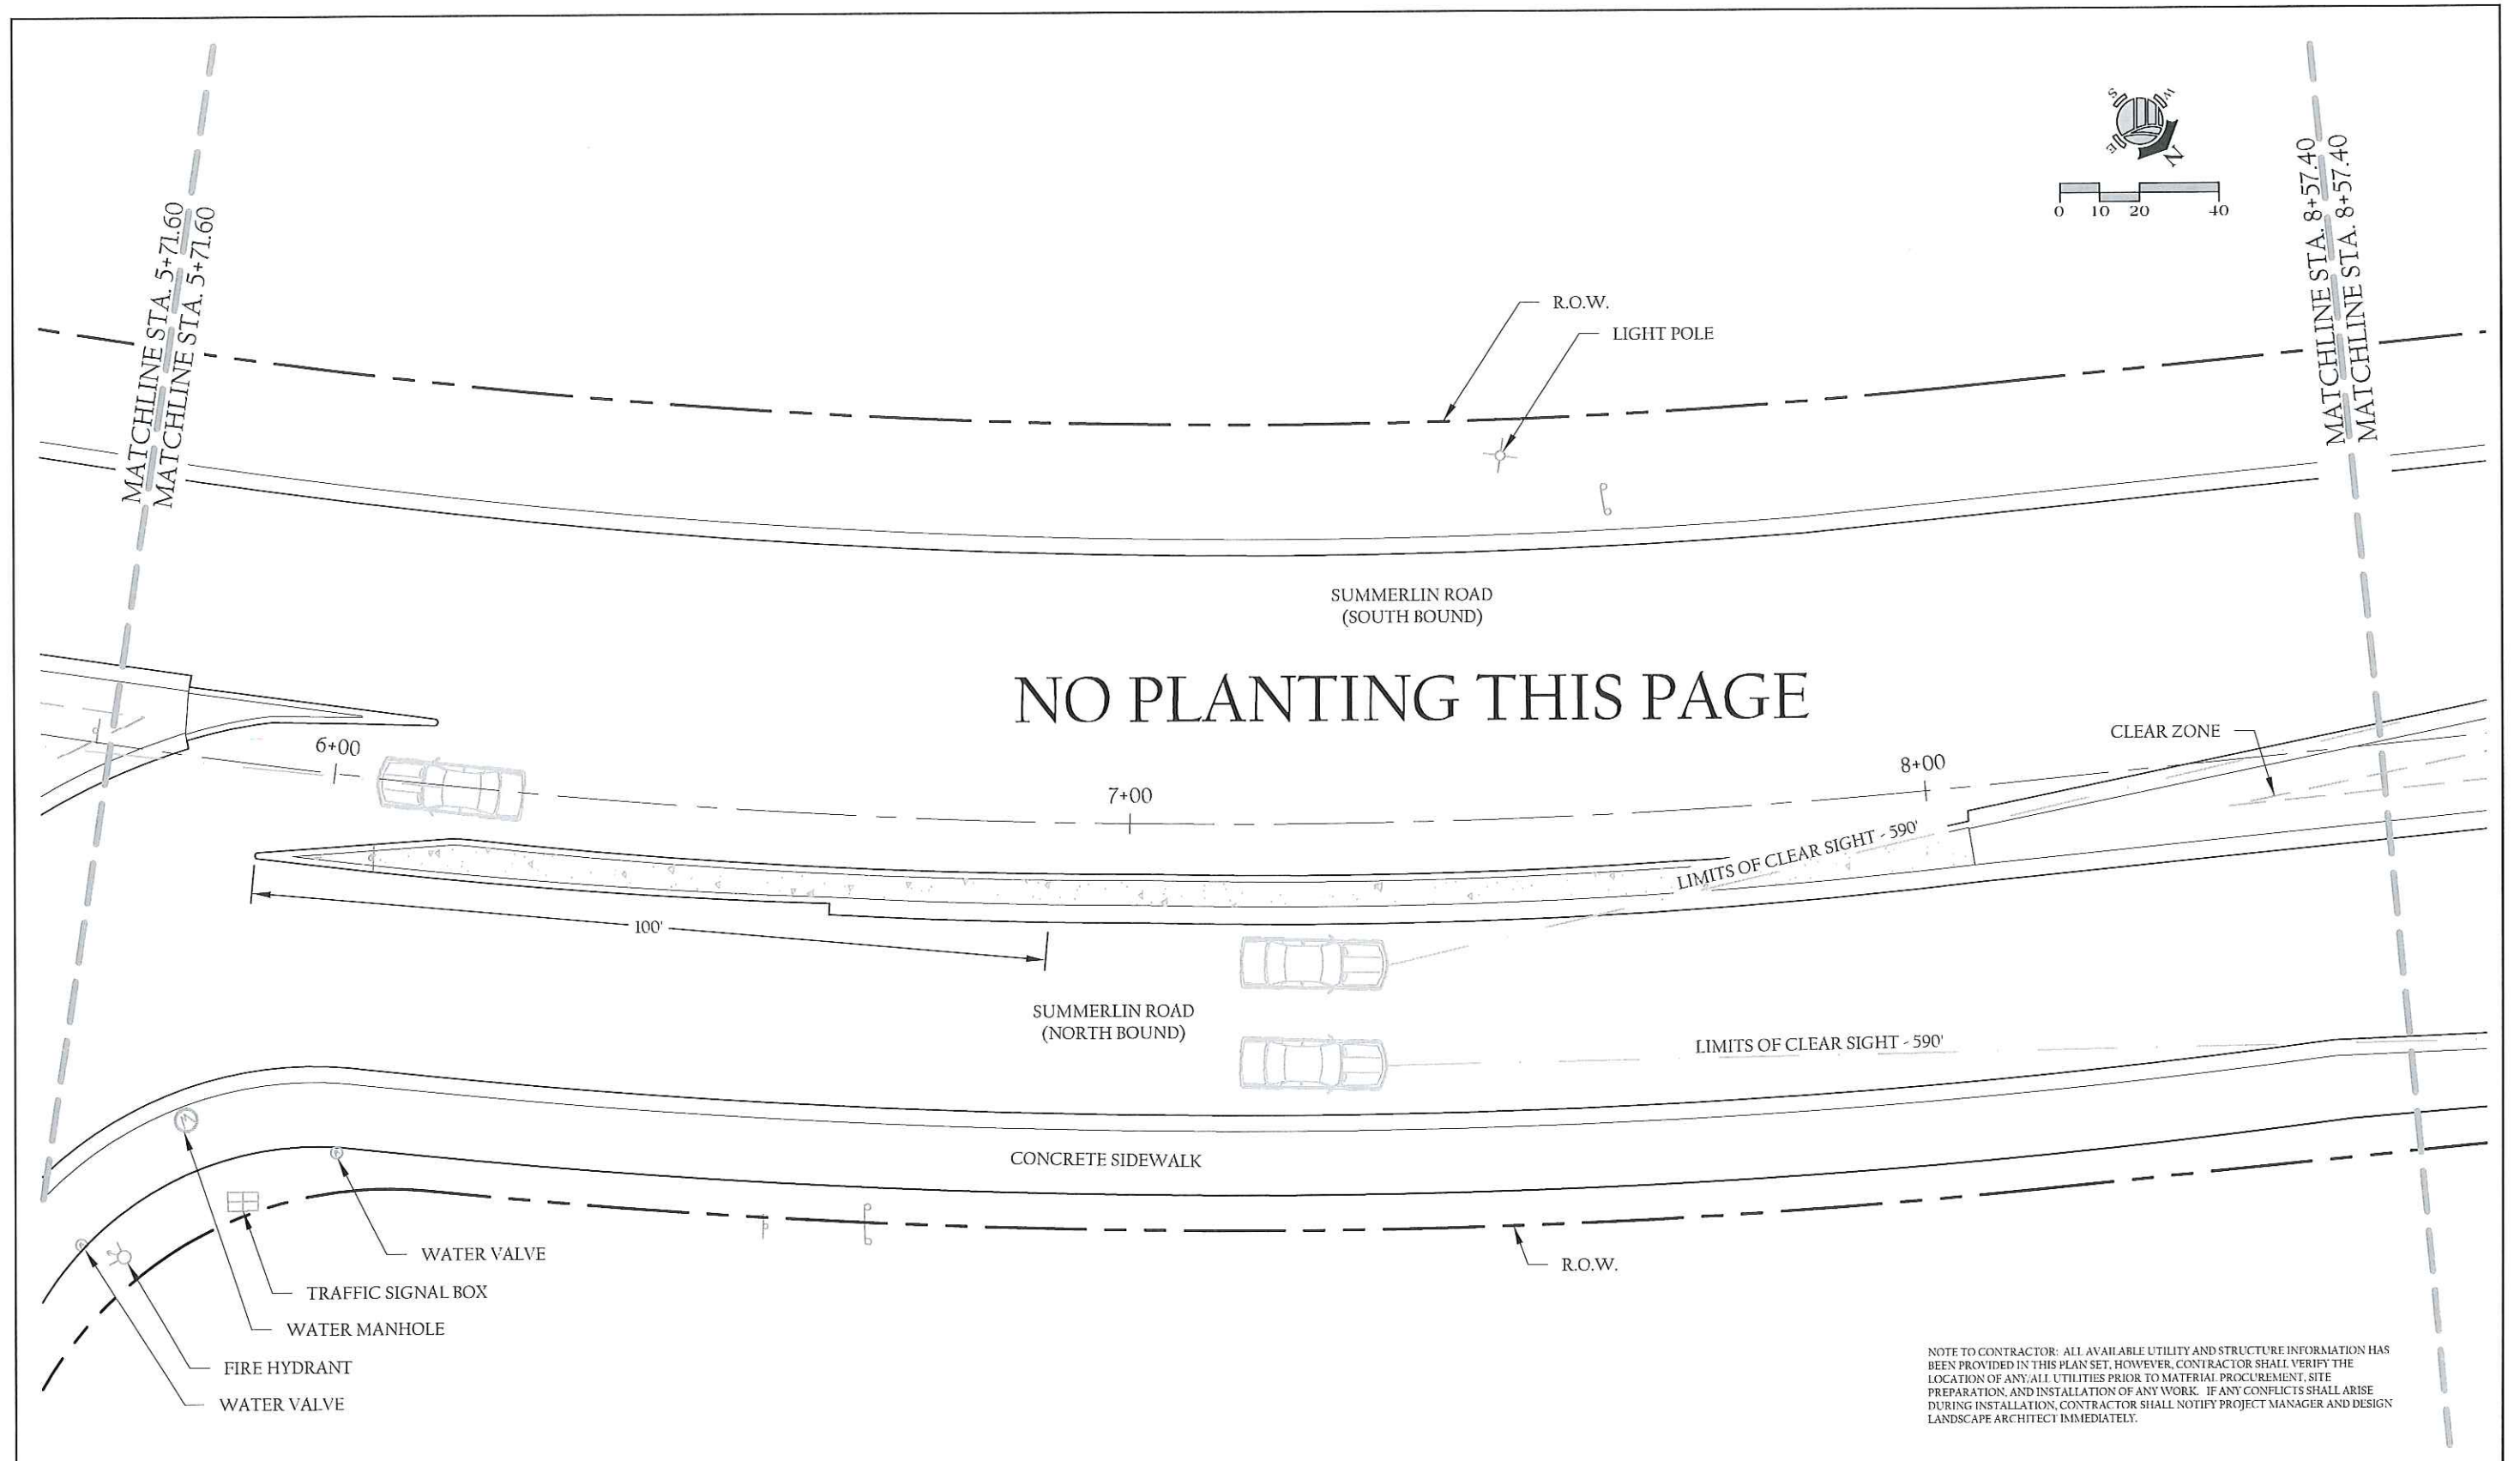 MATCHLINE STA. 5+71.60
MATCHLINE STA. 5+71.60
S
W
E
N
0 10 20 40
MATCHLINE STA. 8+57.40
MATCHLINE STA. 8+57.40
R.O.W.
LIGHT POLE
SUMMERLIN ROAD
(SOUTH BOUND)
NO PLANTING THIS PAGE
CLEAR ZONE
6+00
7+00
8+00
LIMITS OF CLEAR SIGHT - 590'
100'
SUMMERLIN ROAD
(NORTH BOUND)
LIMITS OF CLEAR SIGHT - 590'
CONCRETE SIDEWALK
WATER VALVE
TRAFFIC SIGNAL BOX
WATER MANHOLE
FIRE HYDRANT
WATER VALVE
R.O.W.
NOTE TO CONTRACTOR: ALL AVAILABLE UTILITY AND STRUCTURE INFORMATION HAS
BEEN PROVIDED IN THIS PLAN SET, HOWEVER, CONTRACTOR SHALL VERIFY THE
LOCATION OF ANY/ALL UTILITIES PRIOR TO MATERIAL PROCUREMENT, SITE
PREPARATION, AND INSTALLATION OF ANY WORK. IF ANY CONFLICTS SHALL ARISE
DURING INSTALLATION, CONTRACTOR SHALL NOTIFY PROJECT MANAGER AND DESIGN
LANDSCAPE ARCHITECT IMMEDIATELY.